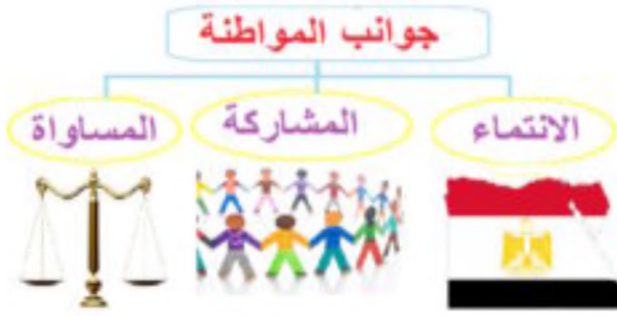 جوانب المواطنة
الانتماء
المشاركة
المساواة